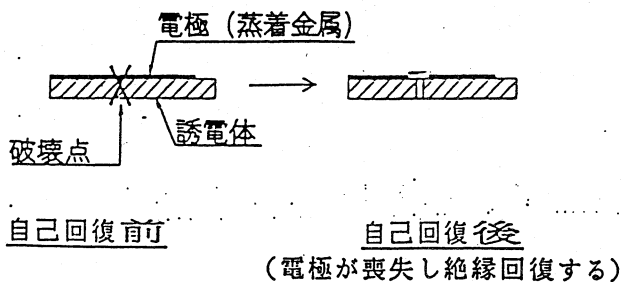 電極(蒸着金属)
誘電体
破壊点
自己回復前
自己回復後
(電極が喪失し絶縁回復する)